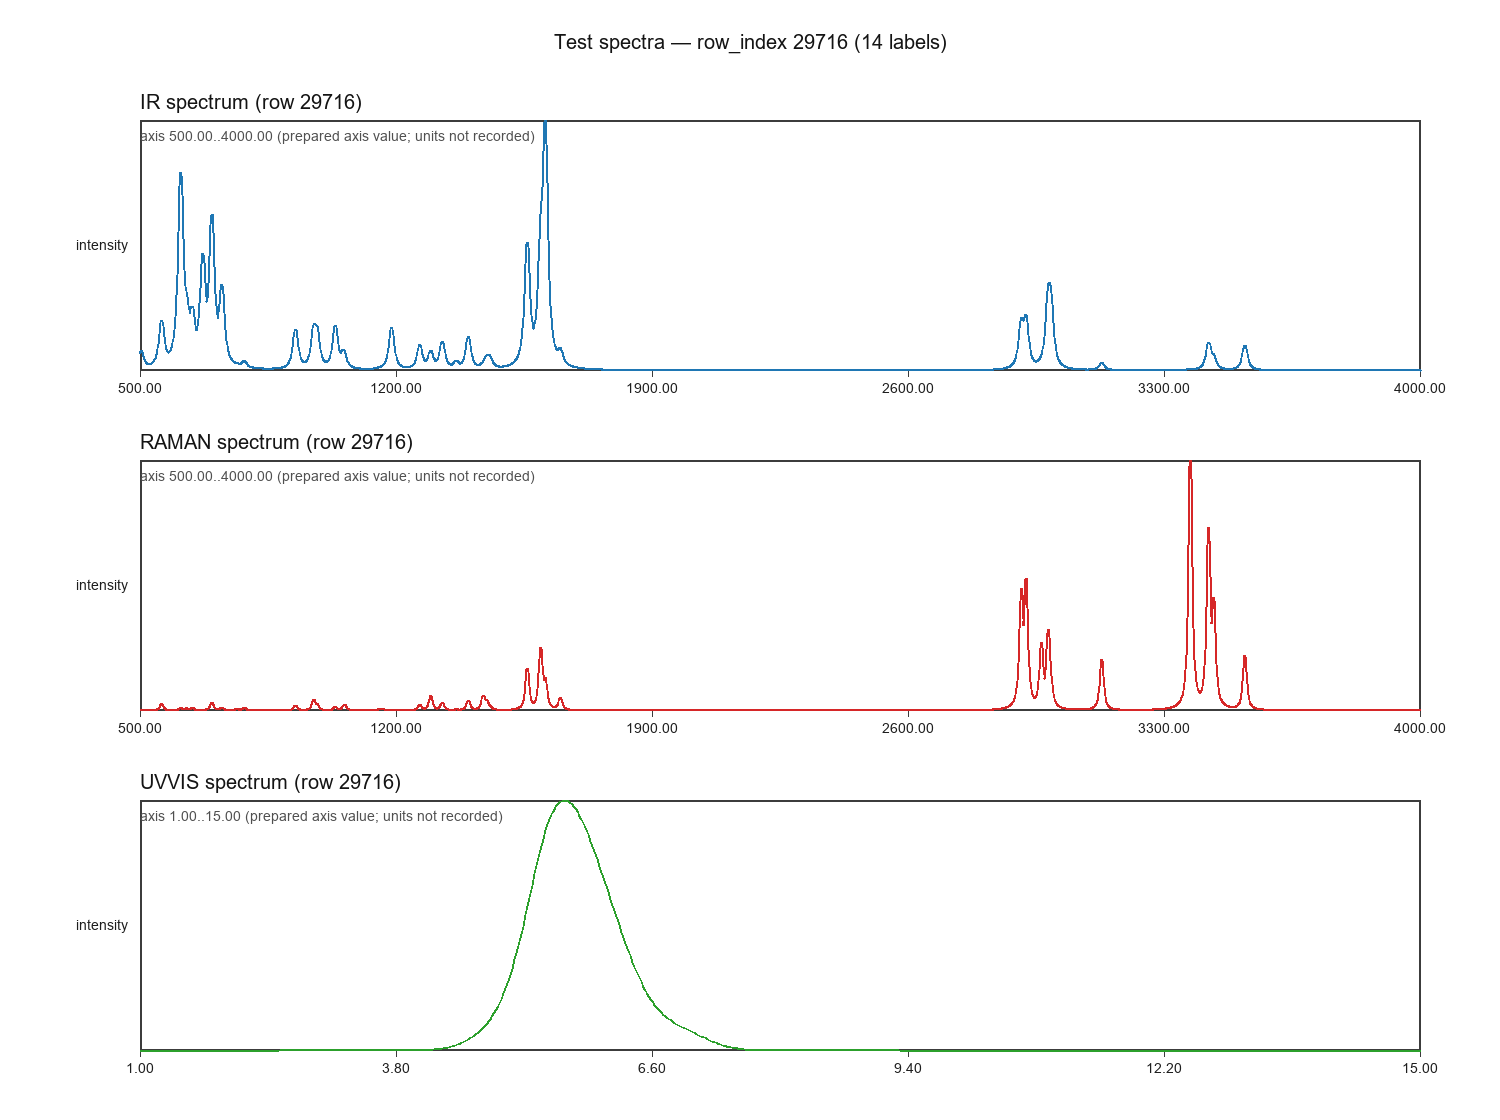 Test spectra — row_index 29716 (14 labels)
IR spectrum (row 29716)
axis 500.00..4000.00 (prepared axis value; units not recorded)
intensity
500.00 1200.00 1900.00 2600.00 3300.00 4000.00
RAMAN spectrum (row 29716)
axis 500.00..4000.00 (prepared axis value; units not recorded)
intensity
500.00 1200.00 1900.00 2600.00 3300.00 4000.00
UVVIS spectrum (row 29716)
axis 1.00..15.00 (prepared axis value; units not recorded)
intensity
1.00 3.80 6.60 9.40 12.20 15.00